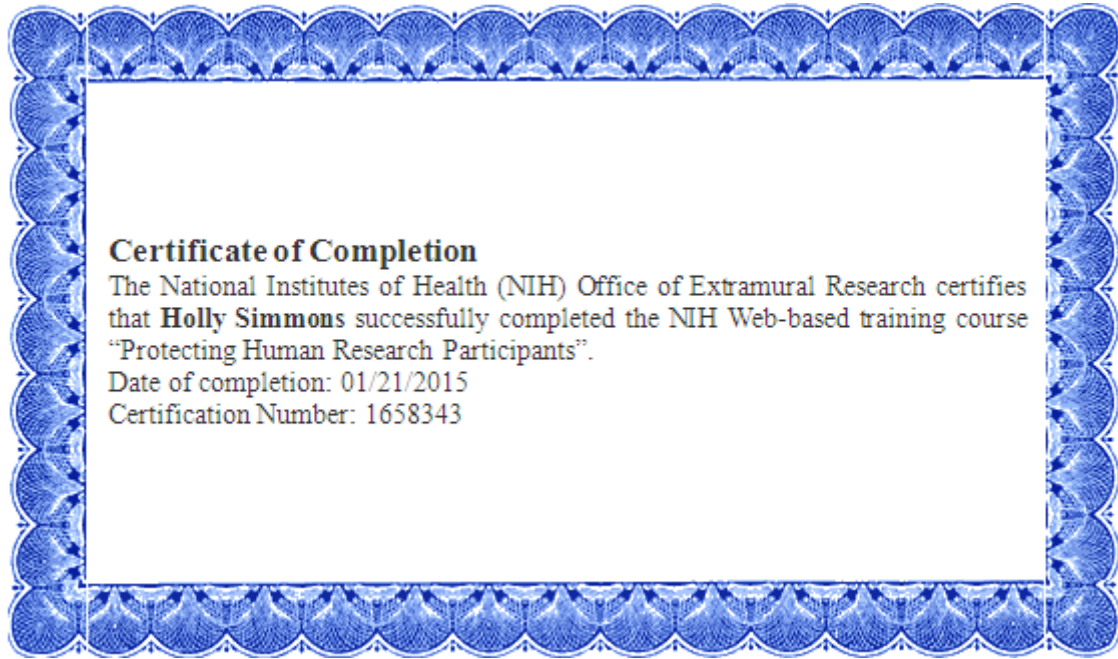 Certificate of Completion
The National Institutes of Health (NIH) Office of Extramural Research certifies
that Holly Simmons successfully completed the NIH Web-based training course
“Protecting Human Research Participants”.
Date of completion: 01/21/2015
Certification Number: 1658343